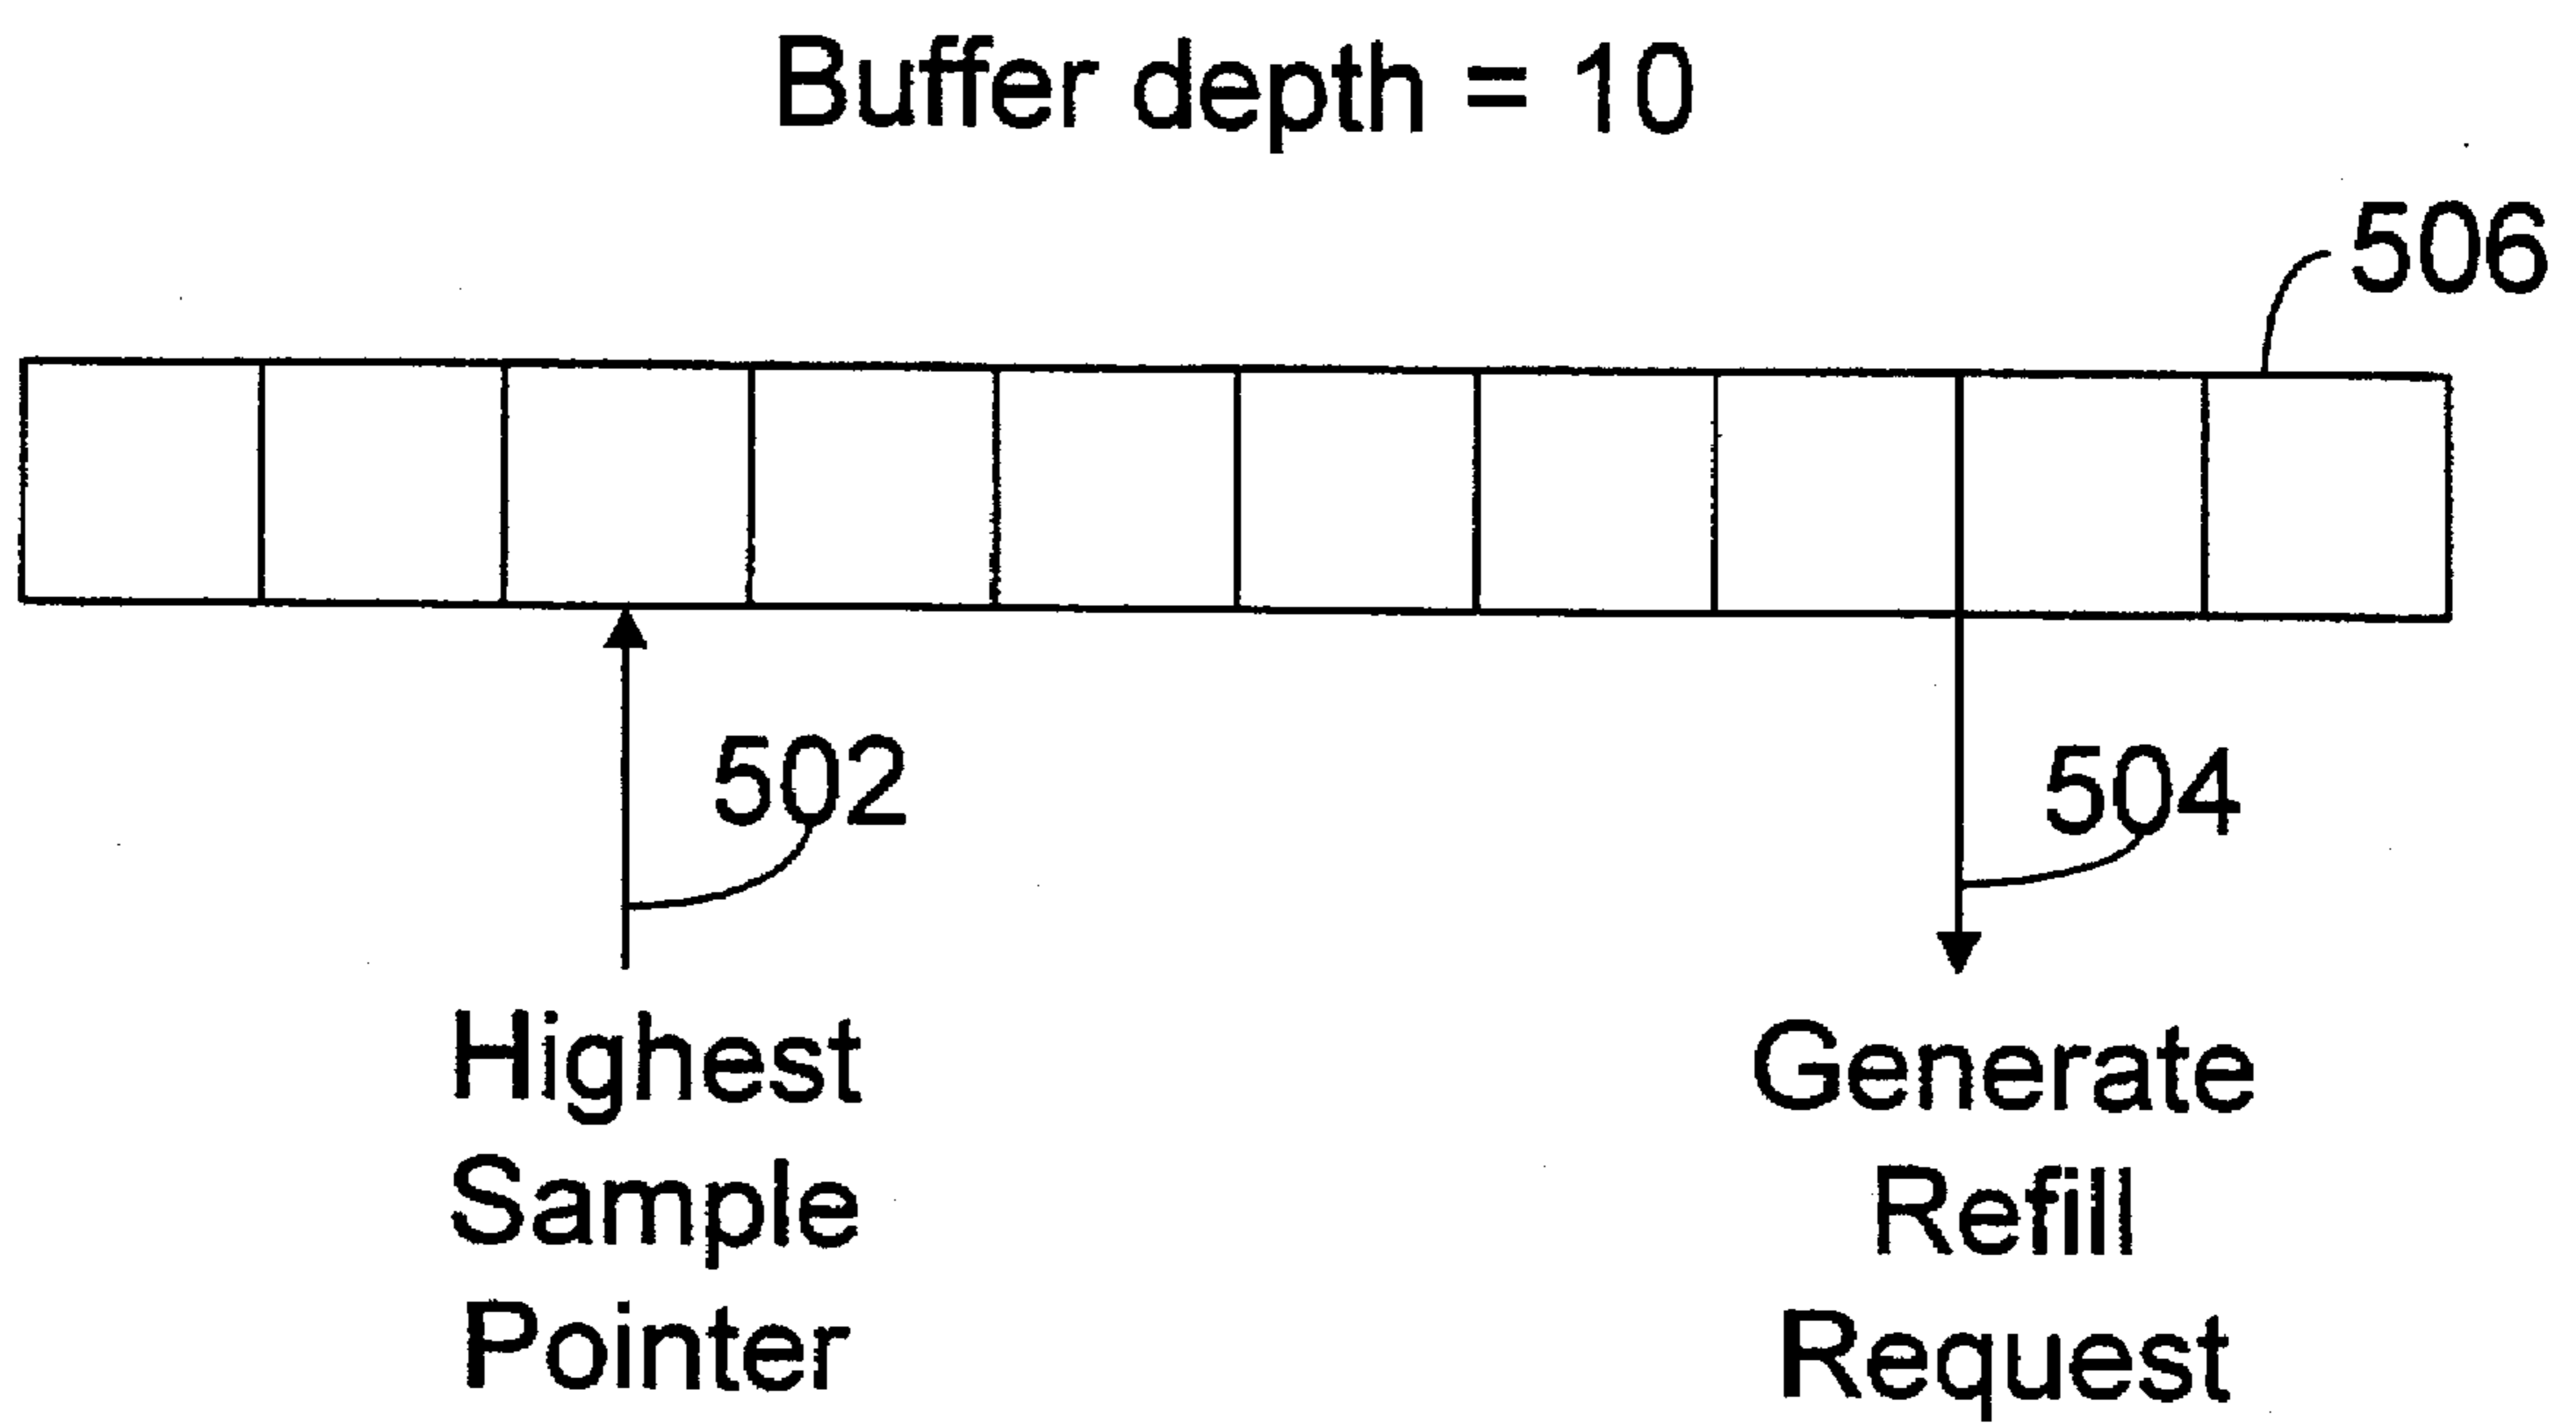 Buffer depth = 10
506
502
504
Highest
Sample
Pointer
Generate
Refill
Request